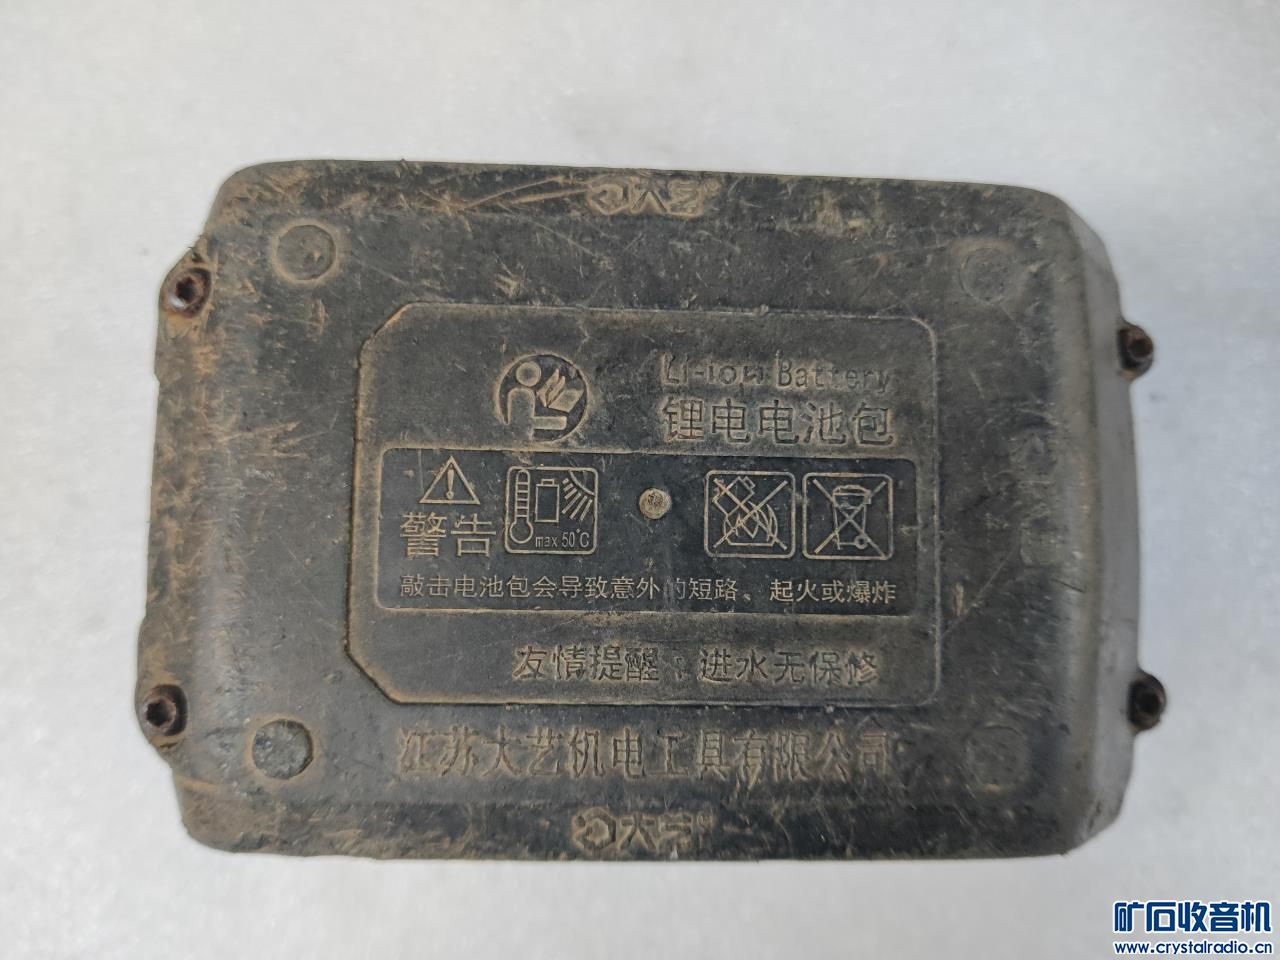 大艺
Li-ion Battery
锂电电池包
警告
max 50°C
敲击电池包会导致意外的短路、起火或爆炸
友情提醒：进水无保修
江苏大艺机电工具有限公司
大艺
矿石收音机
www.crystalradio.cn